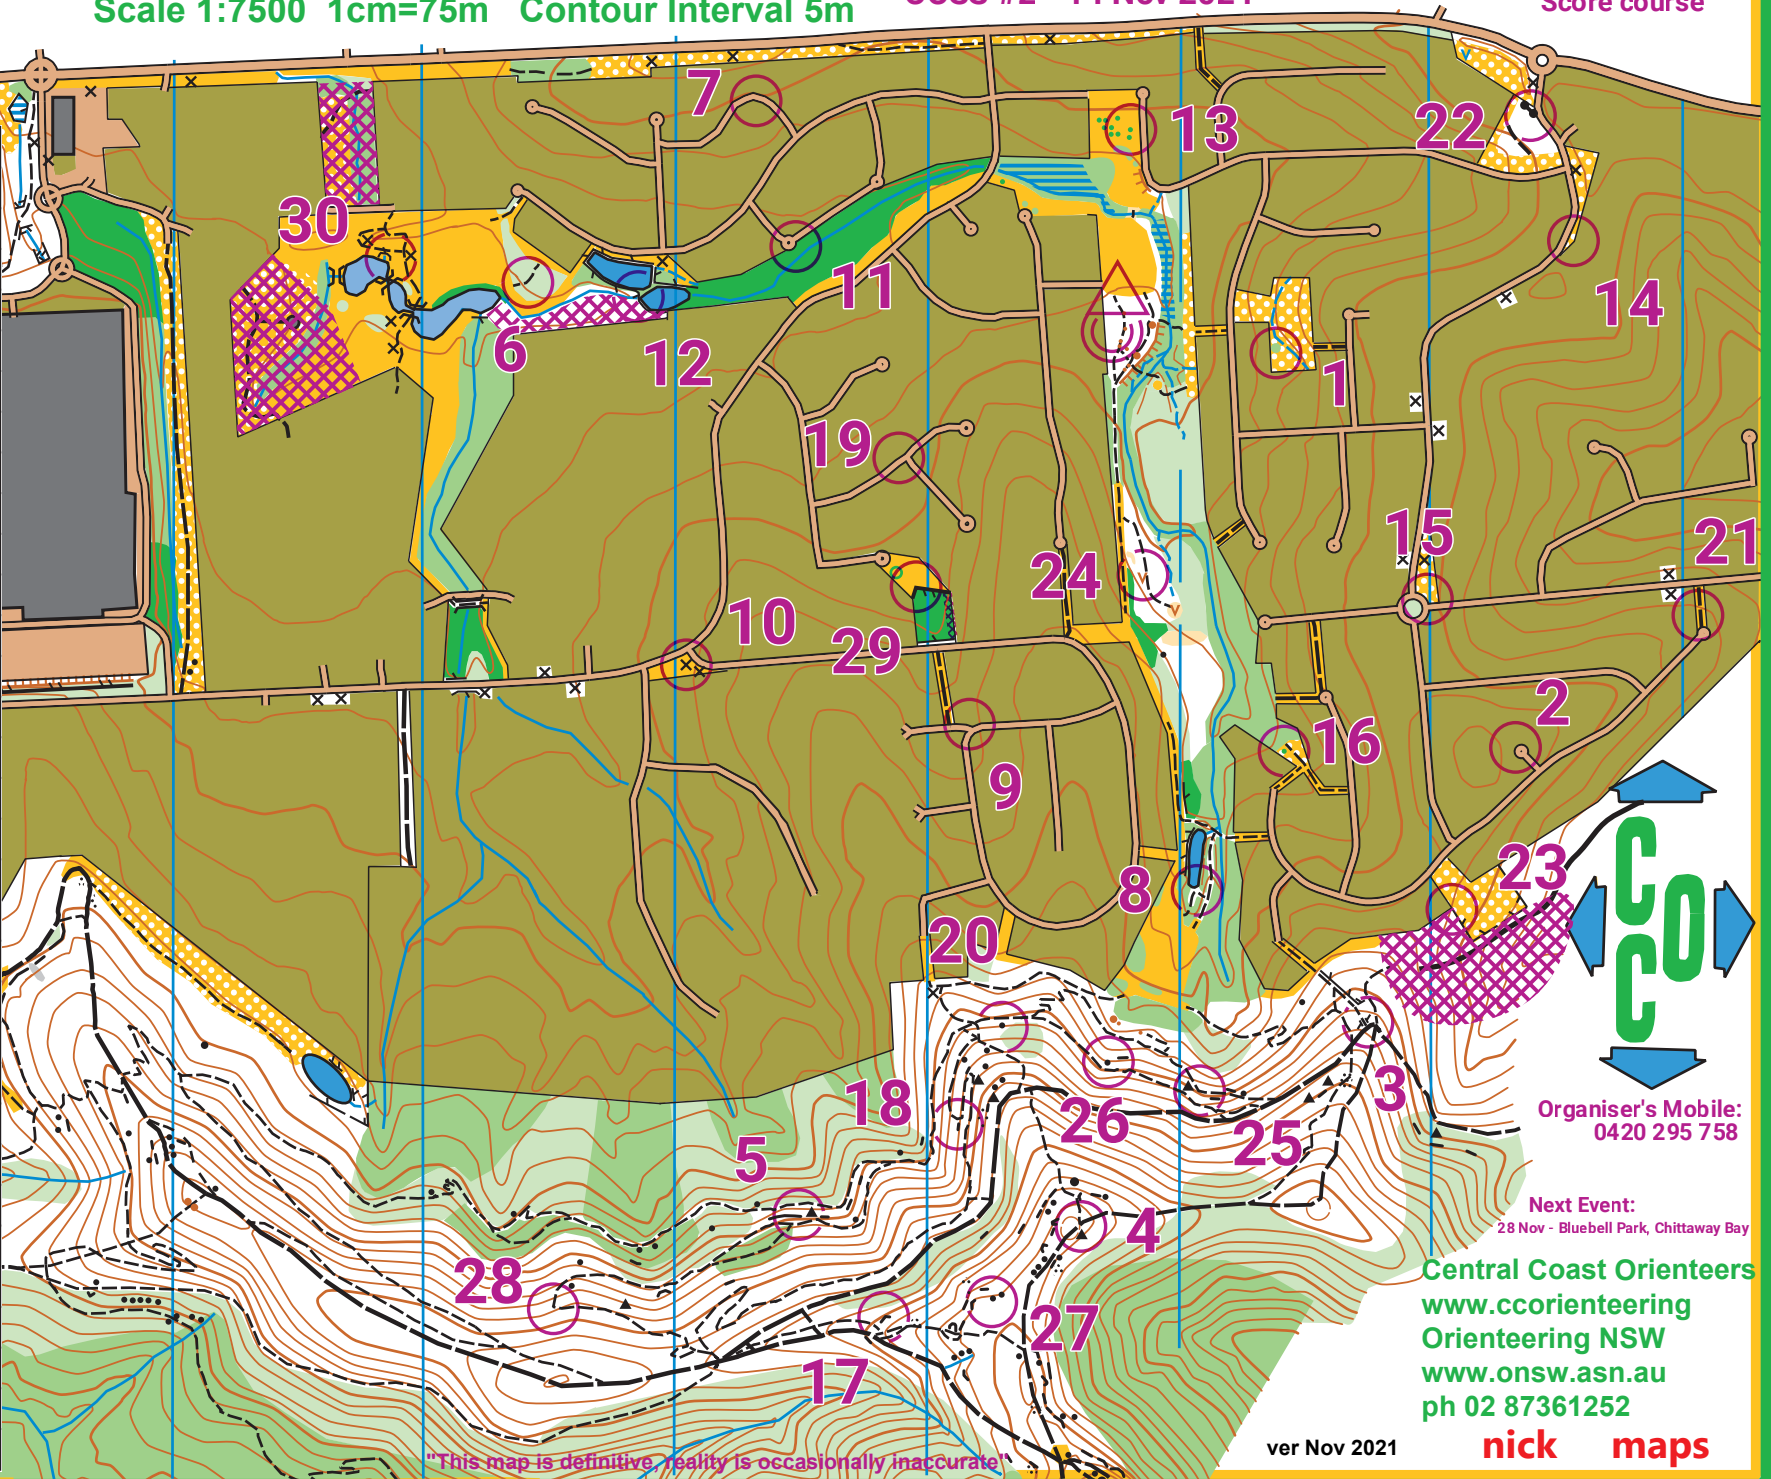 Scale 1:7500 1cm=75m Contour Interval 5m
Score course
7
13
22
30
11
14
6
12
1
19
15
21
24
10
29
2
16
9
8
23
20
C
O
C
3
18
26
25
5
Organiser's Mobile:
0420 295 758
Next Event:
28 Nov - Bluebell Park, Chittaway Bay
4
28
27
17
Central Coast Orienteers
www.ccorienteering
Orienteering NSW
www.onsw.asn.au
ph 02 87361252
ver Nov 2021
nick maps
"This map is definitive, reality is occasionally inaccurate"